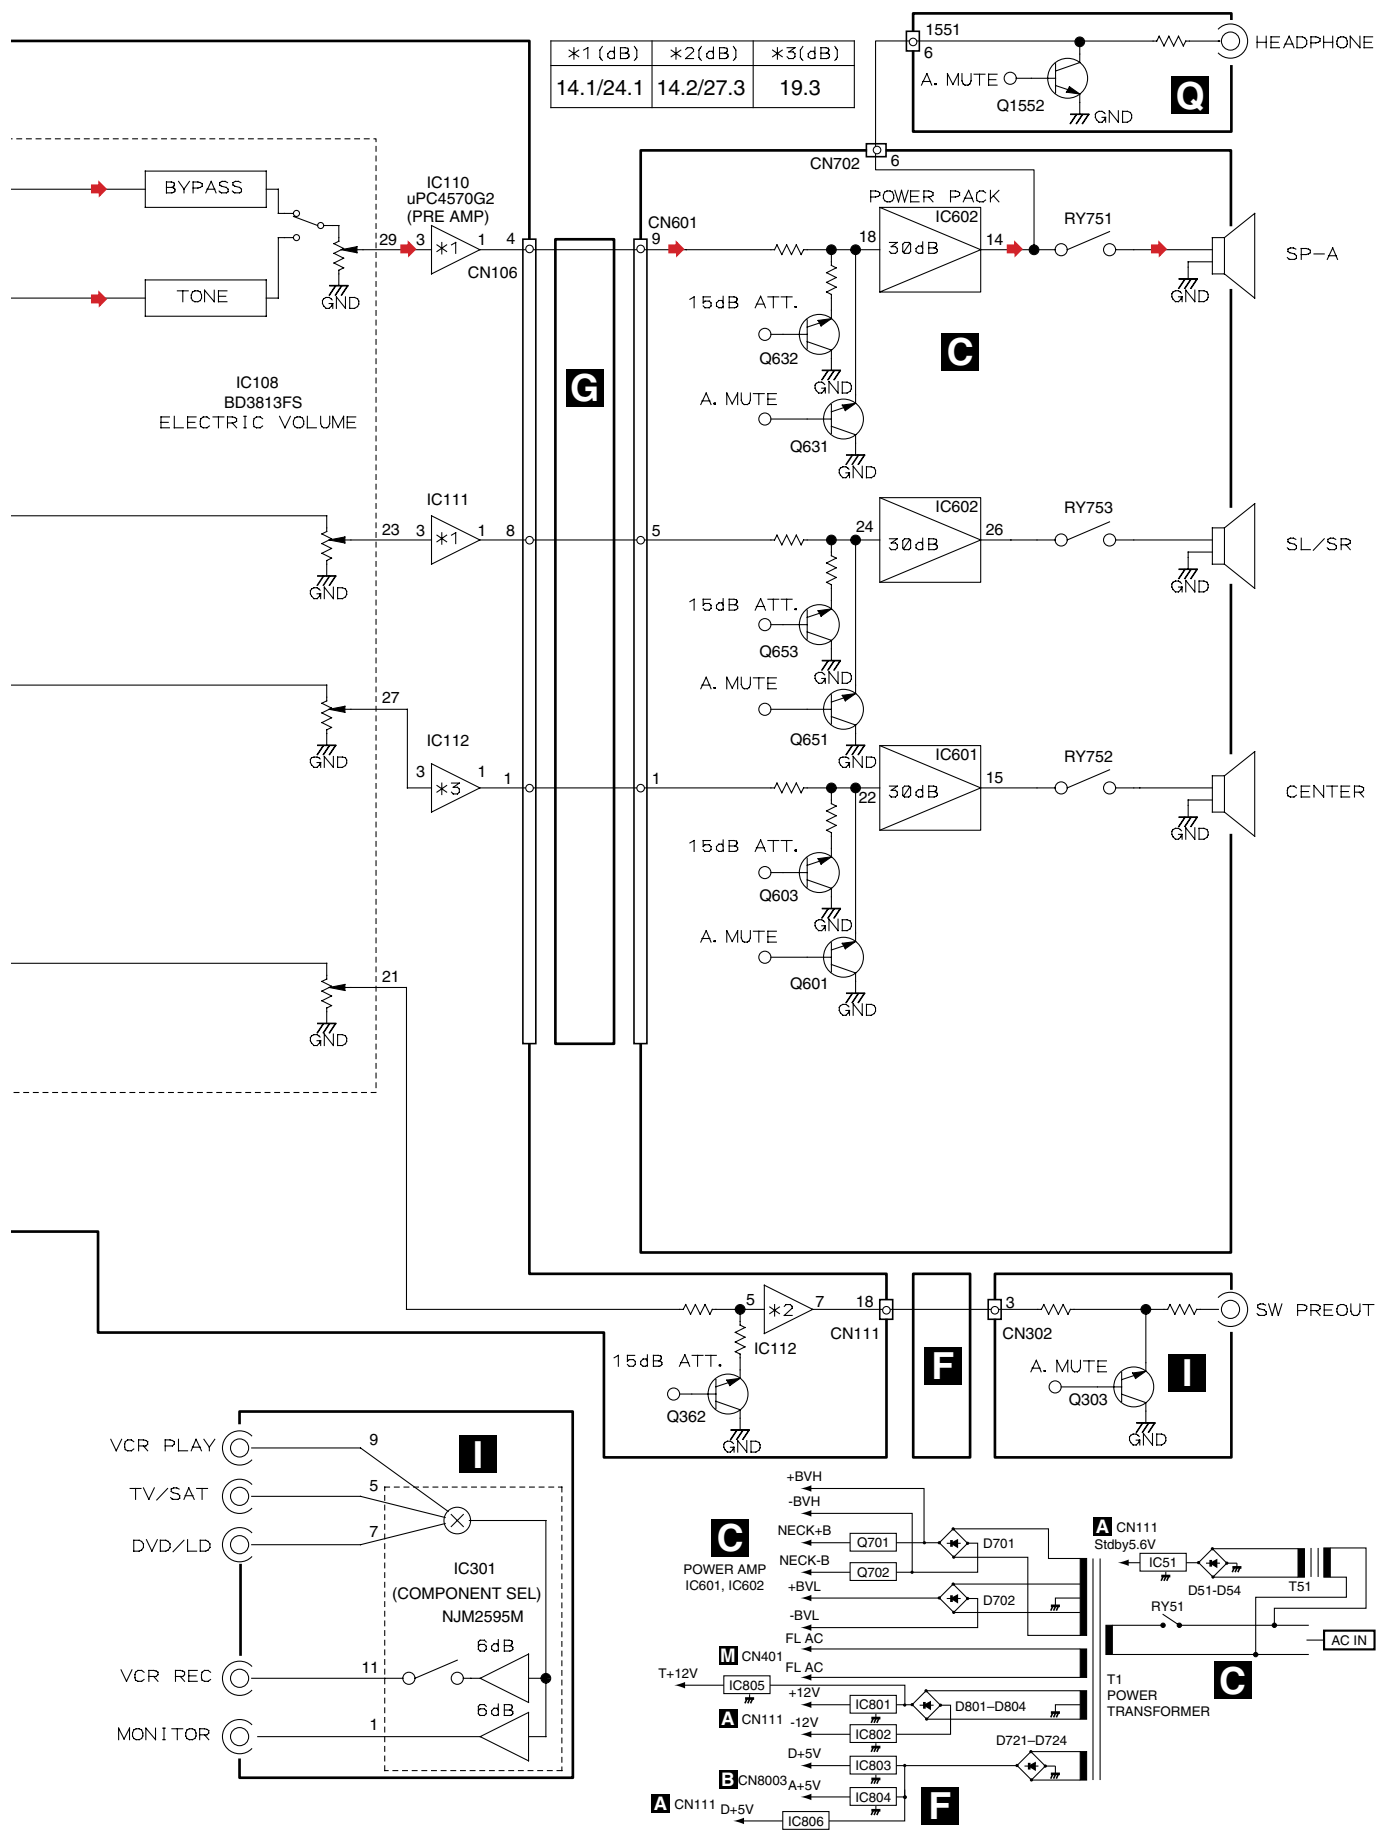 *1(dB) *2(dB) *3(dB)
14.1/24.1 14.2/27.3 19.3
1551
6
HEADPHONE
A. MUTE
Q1552
GND
Q
CN702 6
BYPASS
TONE
GND
29
IC110
uPC4570G2
(PRE AMP)
3 *1 1 4
CN106
CN601
9
POWER PACK
18 IC602 30dB 14
RY751
GND
SP-A
15dB ATT.
Q632
GND
A. MUTE
Q631
GND
C
G
IC108
BD3813FS
ELECTRIC VOLUME
IC111
23 3 *1 1 8
GND
5
24 IC602 30dB 26
RY753
GND
SL/SR
15dB ATT.
Q653
GND
A. MUTE
Q651
GND
27
GND
IC112
3 *3 1 1
1
22 IC601 30dB 15
RY752
GND
CENTER
15dB ATT.
Q603
GND
A. MUTE
Q601
GND
21
GND
5 *2 7 18
IC112
CN111
15dB ATT.
Q362
GND
F
3
CN302
SW PREOUT
A. MUTE
Q303
GND
I
VCR PLAY 9
I
TV/SAT 5
DVD/LD 7
IC301
(COMPONENT SEL)
NJM2595M
6dB
VCR REC 11
6dB
MONITOR 1
+BVH
-BVH
C
POWER AMP
IC601, IC602
NECK+B Q701 D701
NECK-B Q702
+BVL D702
-BVL
FL AC
M CN401
FL AC
T+12V IC805
+12V IC801 D801–D804
A CN111 -12V IC802
D721–D724
D+5V IC803
B CN8003 A+5V IC804
A CN111 D+5V IC806
F
A CN111
Stdby5.6V
IC51
D51-D54
T51
RY51
AC IN
T1
POWER
TRANSFORMER
C